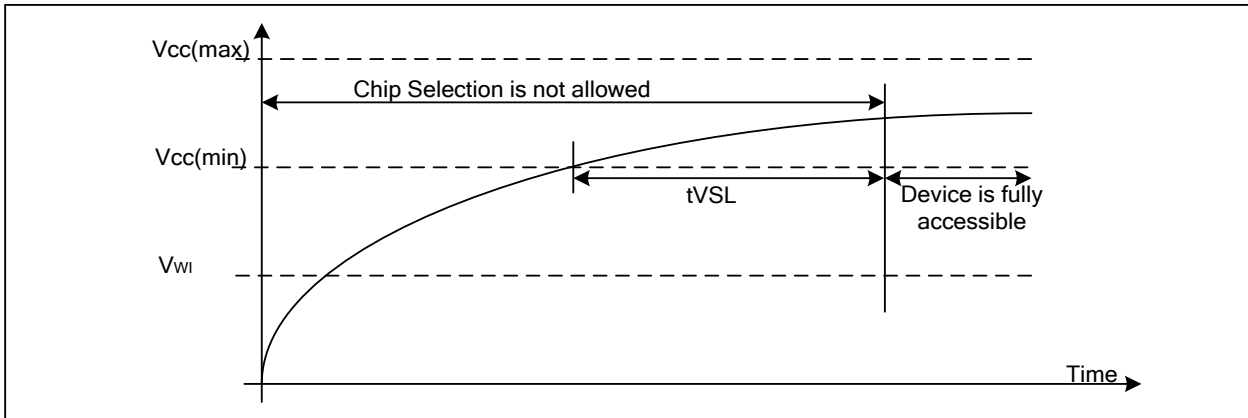 Vcc(max)
Chip Selection is not allowed
Vcc(min)
tVSL
Device is fully
accessible
VWI
Time